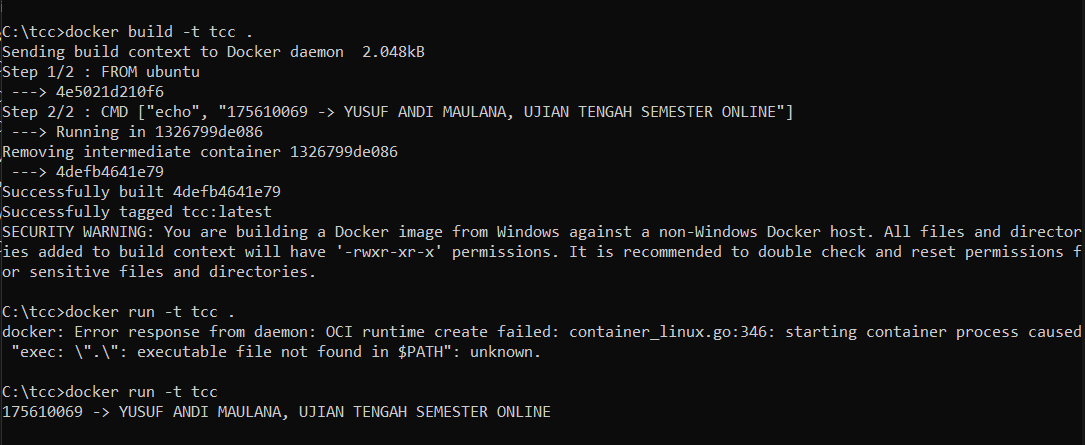 C:\tcc>docker build -t tcc .
Sending build context to Docker daemon  2.048kB
Step 1/2 : FROM ubuntu
 ---> 4e5021d210f6
Step 2/2 : CMD ["echo", "175610069 -> YUSUF ANDI MAULANA, UJIAN TENGAH SEMESTER ONLINE"]
 ---> Running in 1326799de086
Removing intermediate container 1326799de086
 ---> 4defb4641e79
Successfully built 4defb4641e79
Successfully tagged tcc:latest
SECURITY WARNING: You are building a Docker image from Windows against a non-Windows Docker host. All files and director
ies added to build context will have '-rwxr-xr-x' permissions. It is recommended to double check and reset permissions f
or sensitive files and directories.
C:\tcc>docker run -t tcc .
docker: Error response from daemon: OCI runtime create failed: container_linux.go:346: starting container process caused
 "exec: \".\": executable file not found in $PATH": unknown.
C:\tcc>docker run -t tcc
175610069 -> YUSUF ANDI MAULANA, UJIAN TENGAH SEMESTER ONLINE